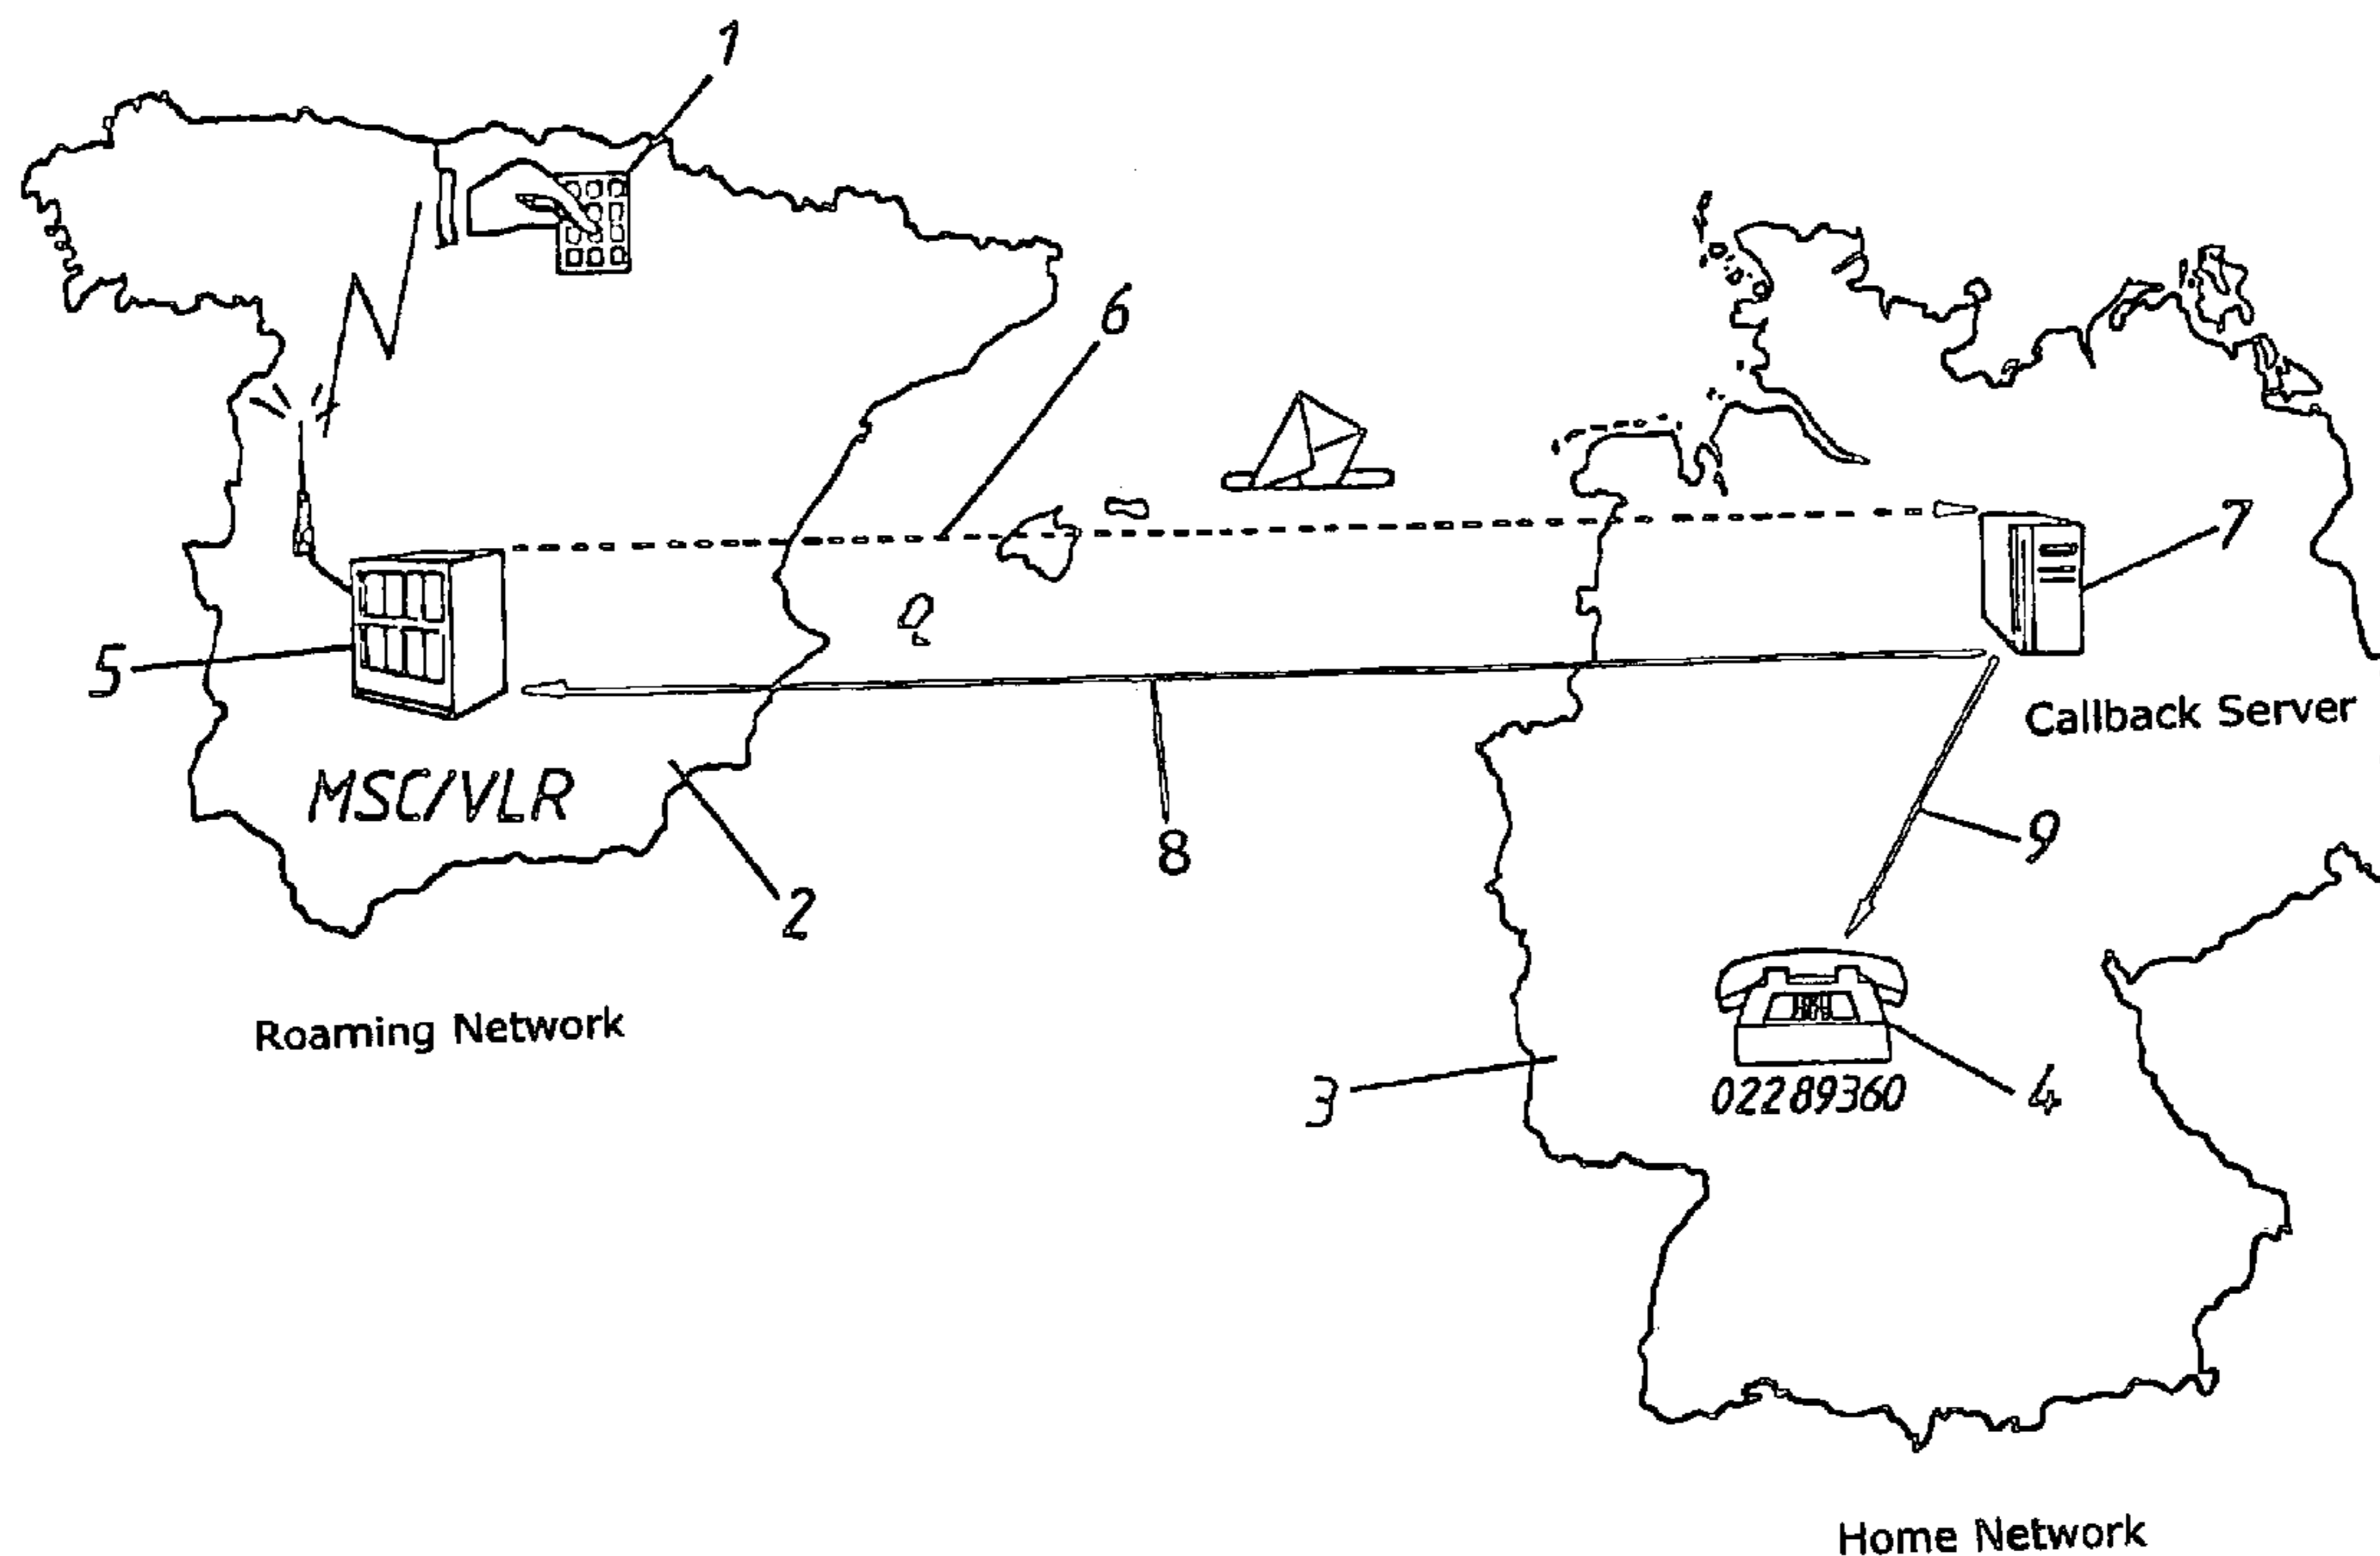 1
6
7
5
Callback Server
MSC/VLR
8
9
2
Roaming Network
4
3
02289360
Home Network